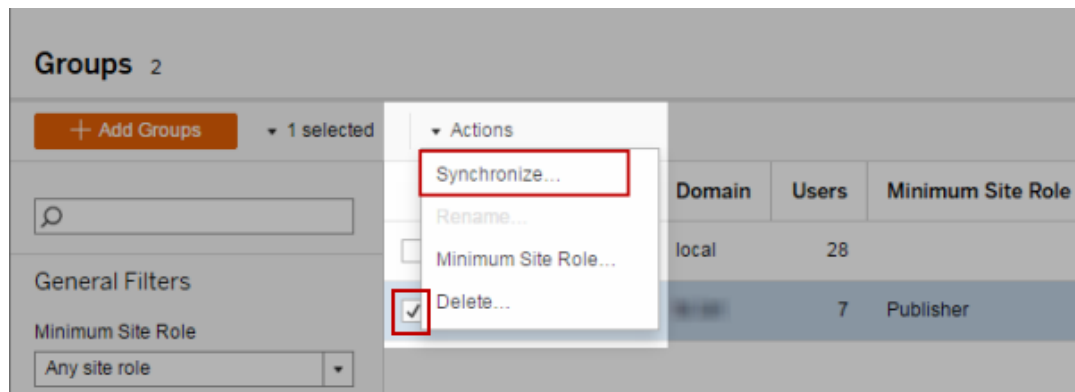 Groups 2
+ Add Groups
1 selected
Actions
Synchronize...
Rename...
Minimum Site Role...
Delete...
Domain Users Minimum Site Role
local 28
7 Publisher
General Filters
Minimum Site Role
Any site role